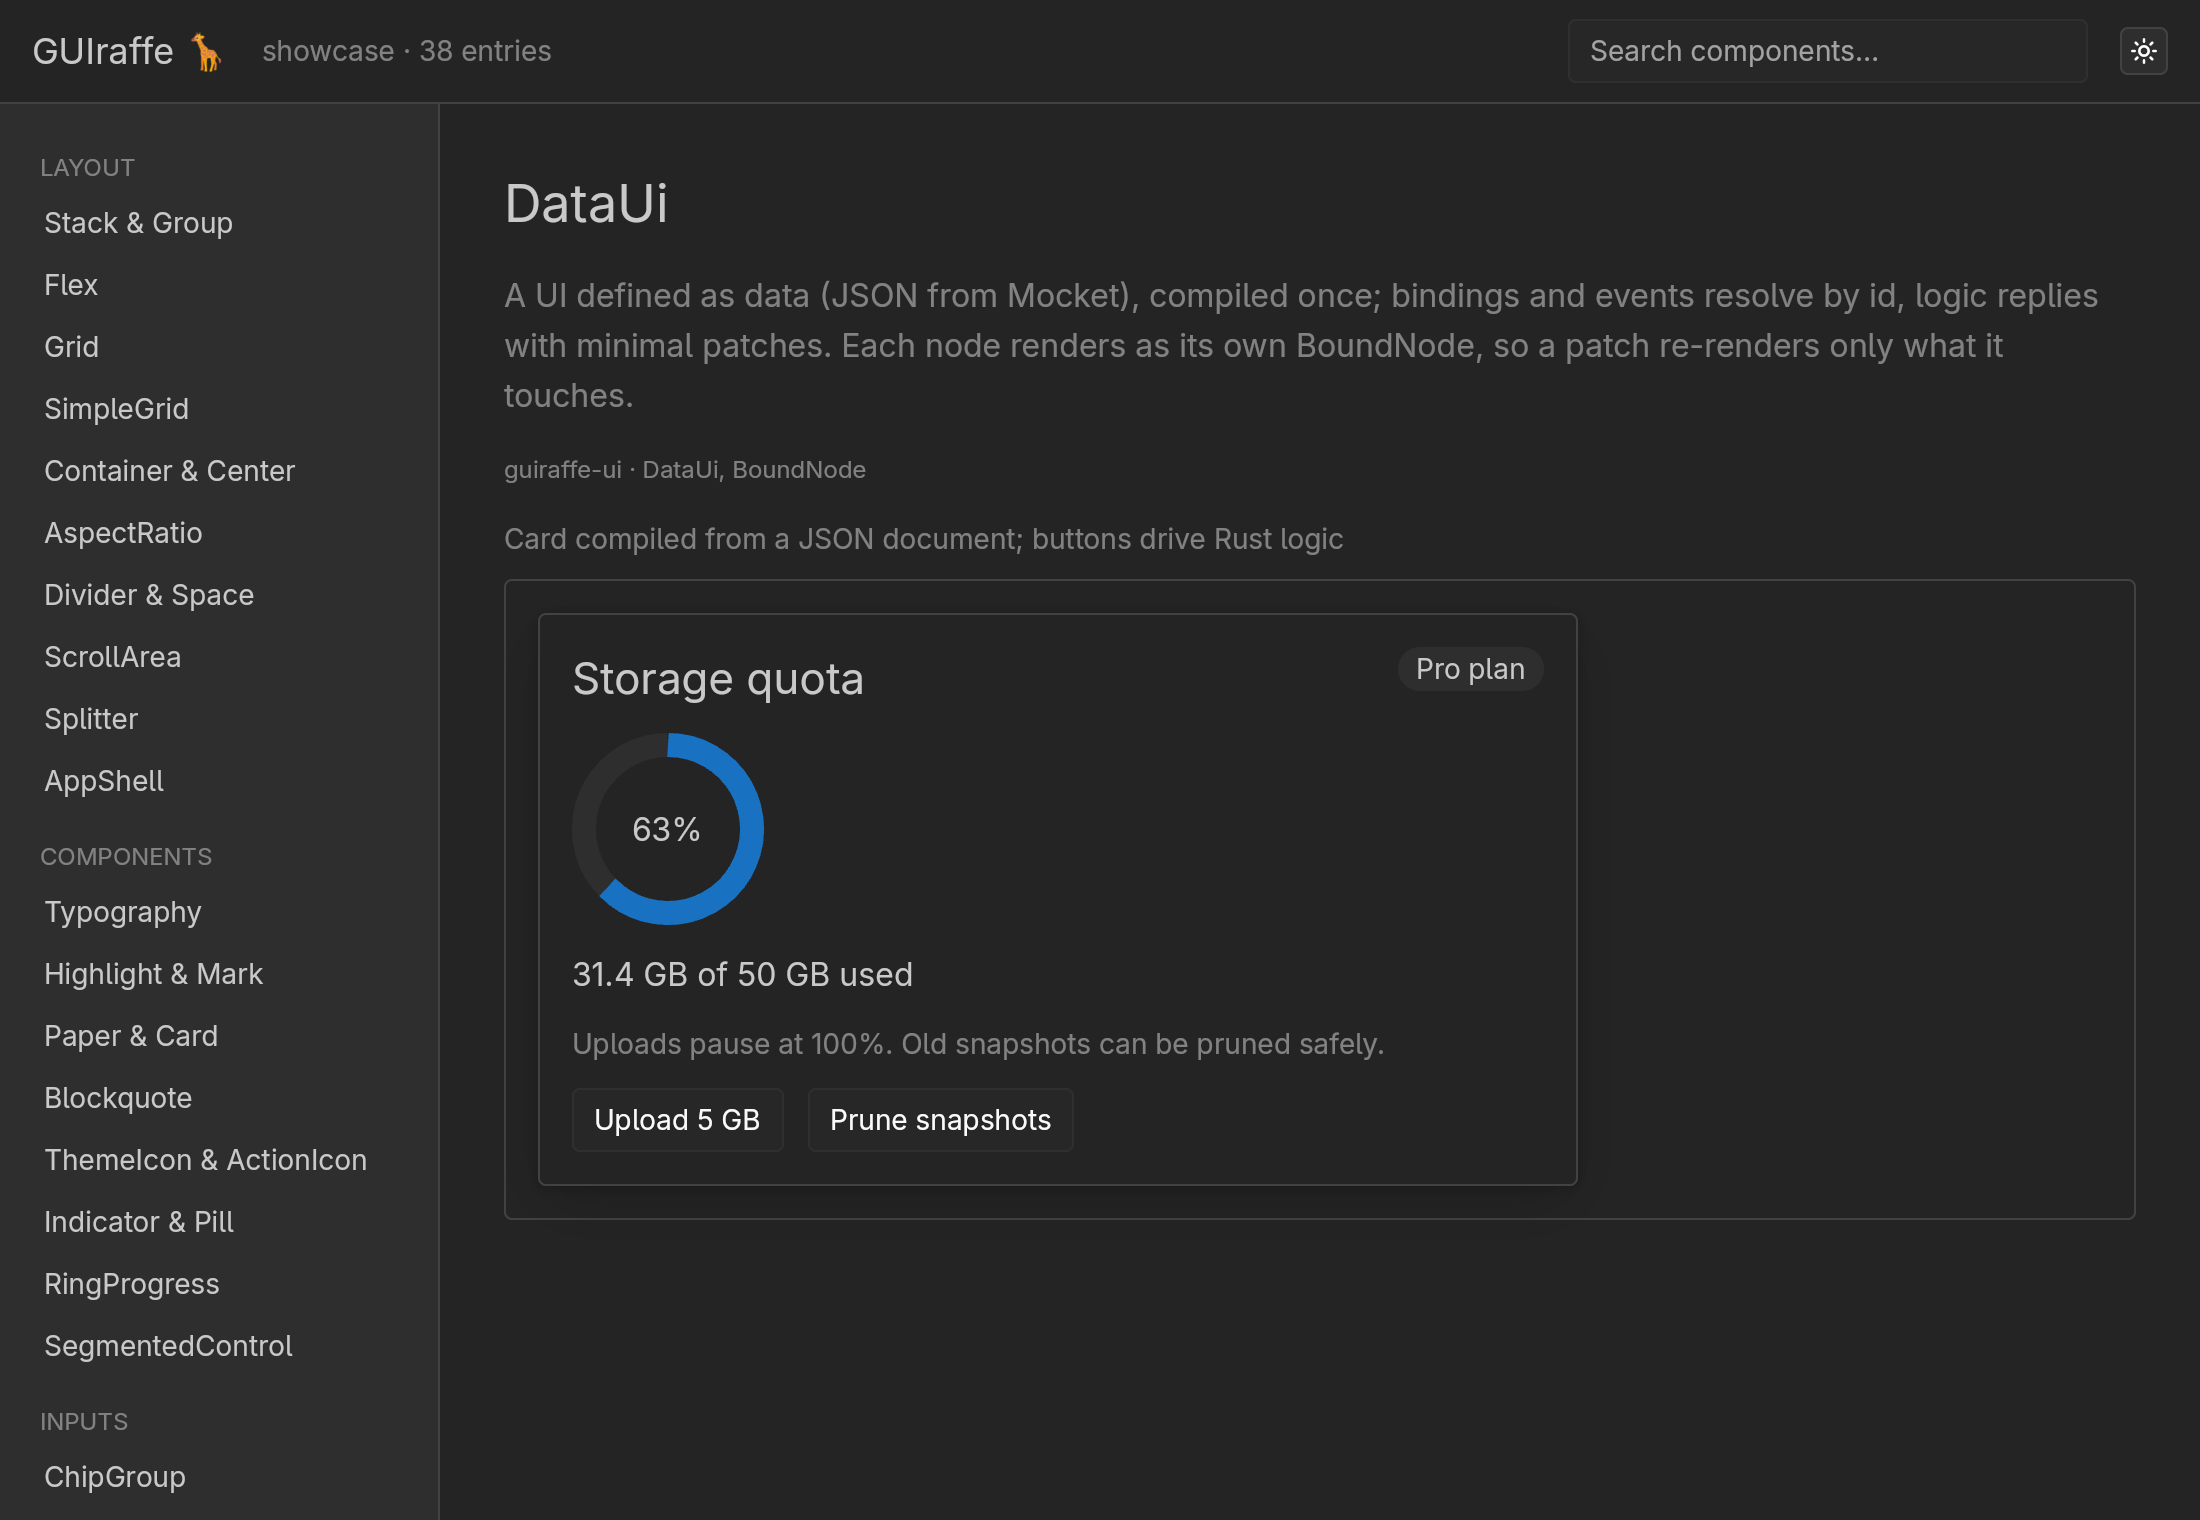 GUIraffe 🦒
showcase · 38 entries
Search components...
LAYOUT
Stack & Group
Flex
Grid
SimpleGrid
Container & Center
AspectRatio
Divider & Space
ScrollArea
Splitter
AppShell
COMPONENTS
Typography
Highlight & Mark
Paper & Card
Blockquote
ThemeIcon & ActionIcon
Indicator & Pill
RingProgress
SegmentedControl
INPUTS
ChipGroup
DataUi
A UI defined as data (JSON from Mocket), compiled once; bindings and events resolve by id, logic replies
with minimal patches. Each node renders as its own BoundNode, so a patch re-renders only what it
touches.
guiraffe-ui · DataUi, BoundNode
Card compiled from a JSON document; buttons drive Rust logic
Storage quota
Pro plan
63%
31.4 GB of 50 GB used
Uploads pause at 100%. Old snapshots can be pruned safely.
Upload 5 GB
Prune snapshots